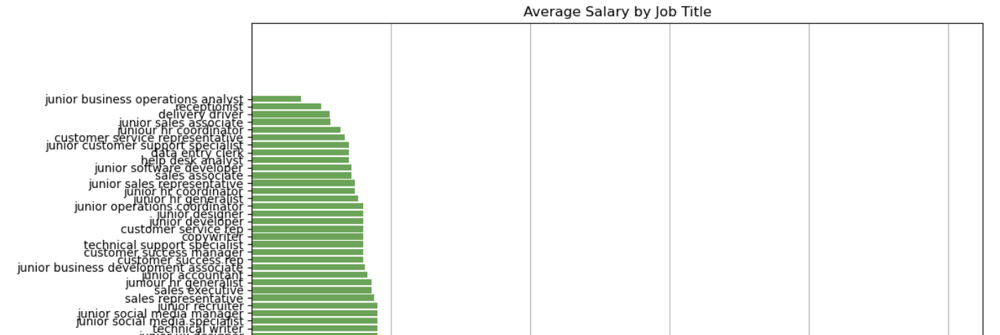 Average Salary by Job Title
junior business operations analyst
receptionist
delivery driver
junior sales associate
juniour hr coordinator
customer service representative
junior customer support specialist
data entry clerk
help desk analyst
junior software developer
sales associate
junior sales representative
junior hr coordinator
junior hr generalist
junior operations coordinator
junior designer
junior developer
customer service rep
copywriter
technical support specialist
customer success manager
customer success rep
junior business development associate
junior accountant
juniour hr generalist
sales executive
sales representative
junior recruiter
junior social media manager
junior social media specialist
technical writer
junior ux designer